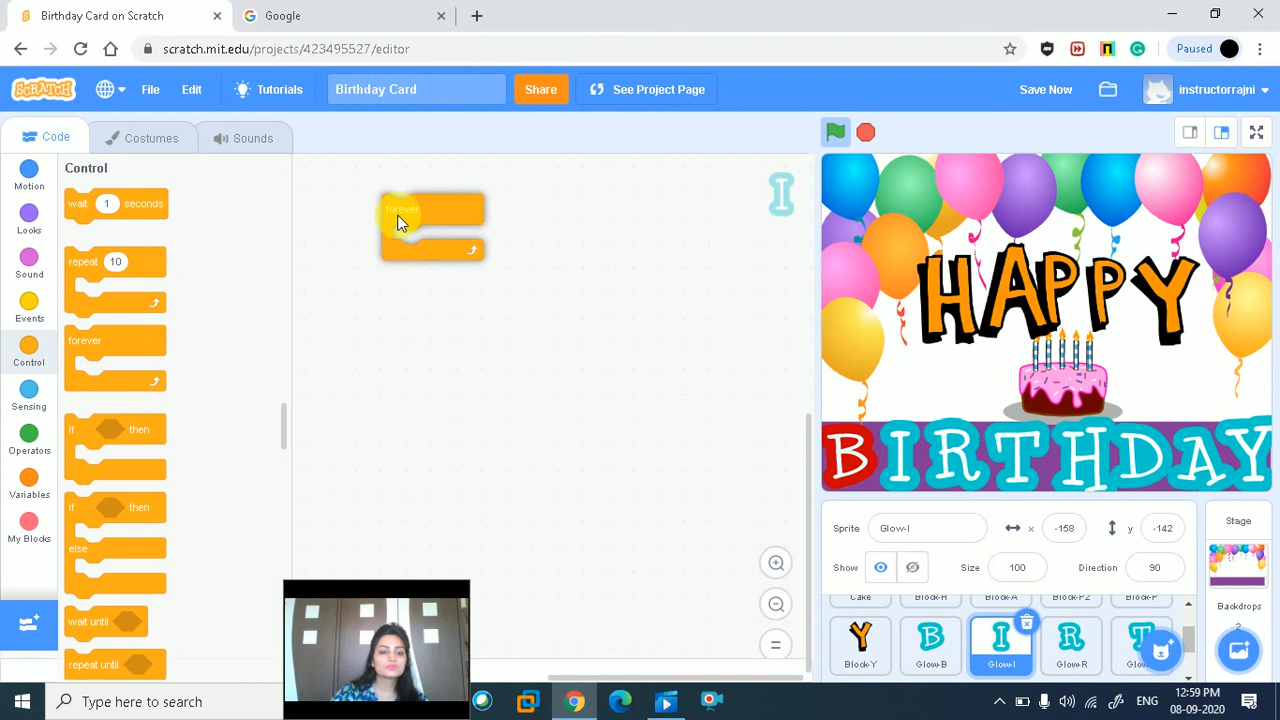 Birthday Card on Scratch
Google
scratch.mit.edu/projects/423495527/editor
Paused
SCRATCH
File
Edit
Tutorials
Birthday Card
Share
See Project Page
Save Now
instructorrajni
Code
Costumes
Sounds
Motion
Looks
Sound
Events
Control
Sensing
Operators
Variables
My Blocks
Control
wait 1 seconds
repeat 10
forever
if then
if then
else
wait until
repeat until
forever
I
HAPPY
BIRTHDAY
Sprite Glow-I x -158 y -142
Show Size 100 Direction 90
Cake Block-H Block-A Block-P2 Block-P
Y B I R T
Block-Y Glow-B Glow-I Glow-R
Stage
Backdrops
2
Type here to search
ENG
12:59 PM
08-09-2020